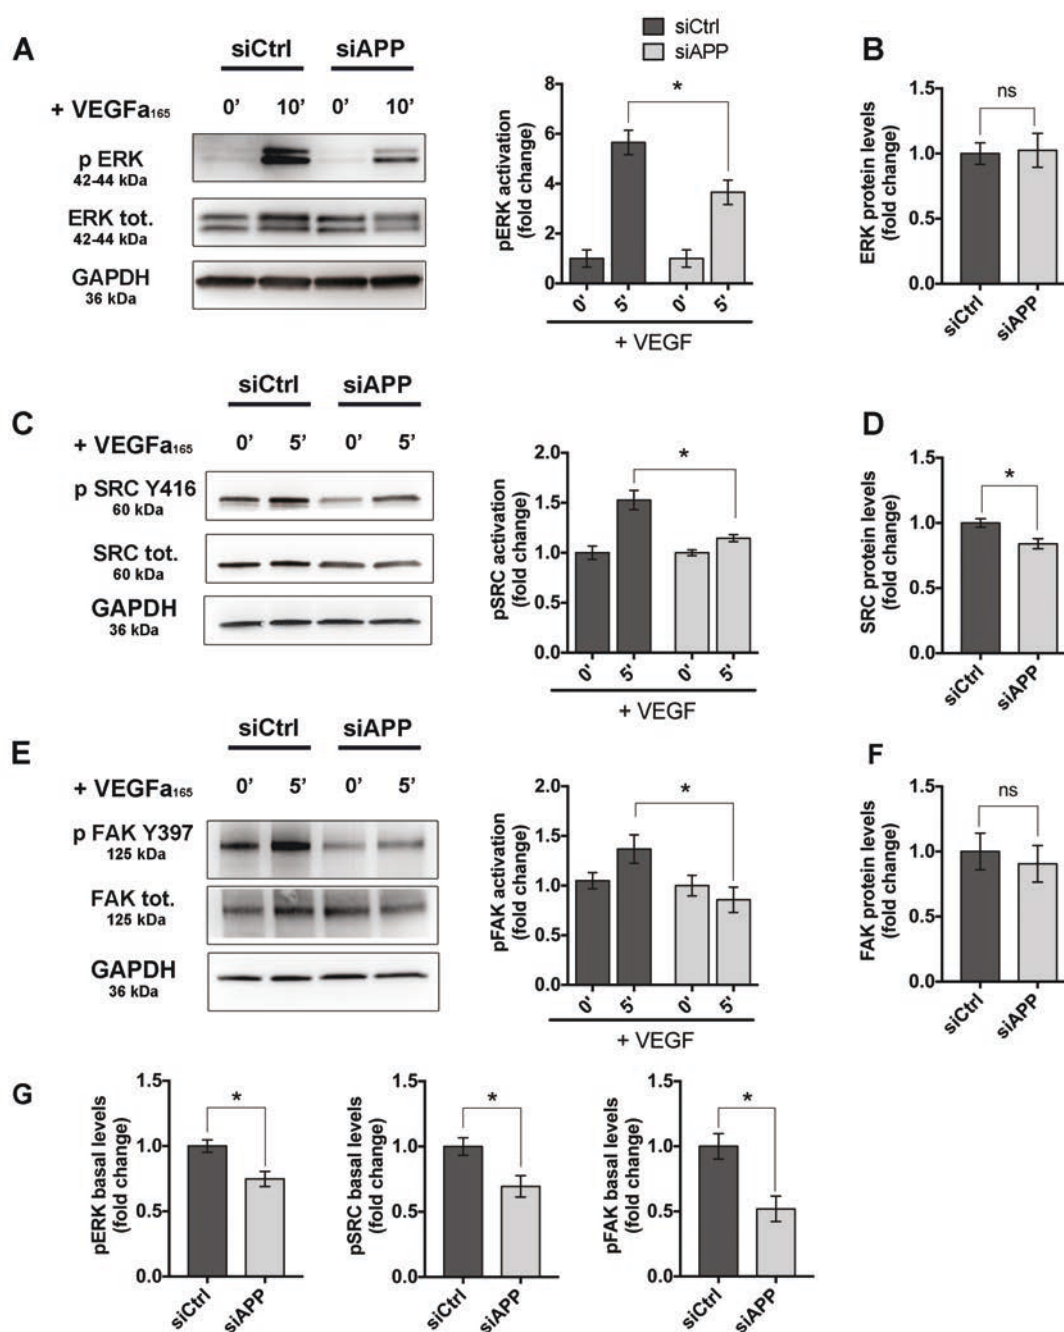 A
siCtrl siAPP
+ VEGFa165 0' 10' 0' 10'
p ERK
42-44 kDa
ERK tot.
42-44 kDa
GAPDH
36 kDa
siCtrl
siAPP
pERK activation
(fold change)
8
6
4
2
0
*
0' 5' 0' 5'
+ VEGF
B
ERK protein levels
(fold change)
1.5
1.0
0.5
0.0
ns
siCtrl siAPP
C
siCtrl siAPP
+ VEGFa165 0' 5' 0' 5'
p SRC Y416
60 kDa
SRC tot.
60 kDa
GAPDH
36 kDa
pSRC activation
(fold change)
2.0
1.5
1.0
0.5
0.0
*
0' 5' 0' 5'
+ VEGF
D
SRC protein levels
(fold change)
1.5
1.0
0.5
0.0
*
siCtrl siAPP
E
siCtrl siAPP
+ VEGFa165 0' 5' 0' 5'
p FAK Y397
125 kDa
FAK tot.
125 kDa
GAPDH
36 kDa
pFAK activation
(fold change)
2.0
1.5
1.0
0.5
0.0
*
0' 5' 0' 5'
+ VEGF
F
FAK protein levels
(fold change)
1.5
1.0
0.5
0.0
ns
siCtrl siAPP
G
pERK basal levels
(fold change)
1.5
1.0
0.5
0.0
*
siCtrl siAPP
pSRC basal levels
(fold change)
1.5
1.0
0.5
0.0
*
siCtrl siAPP
pFAK basal levels
(fold change)
1.5
1.0
0.5
0.0
*
siCtrl siAPP